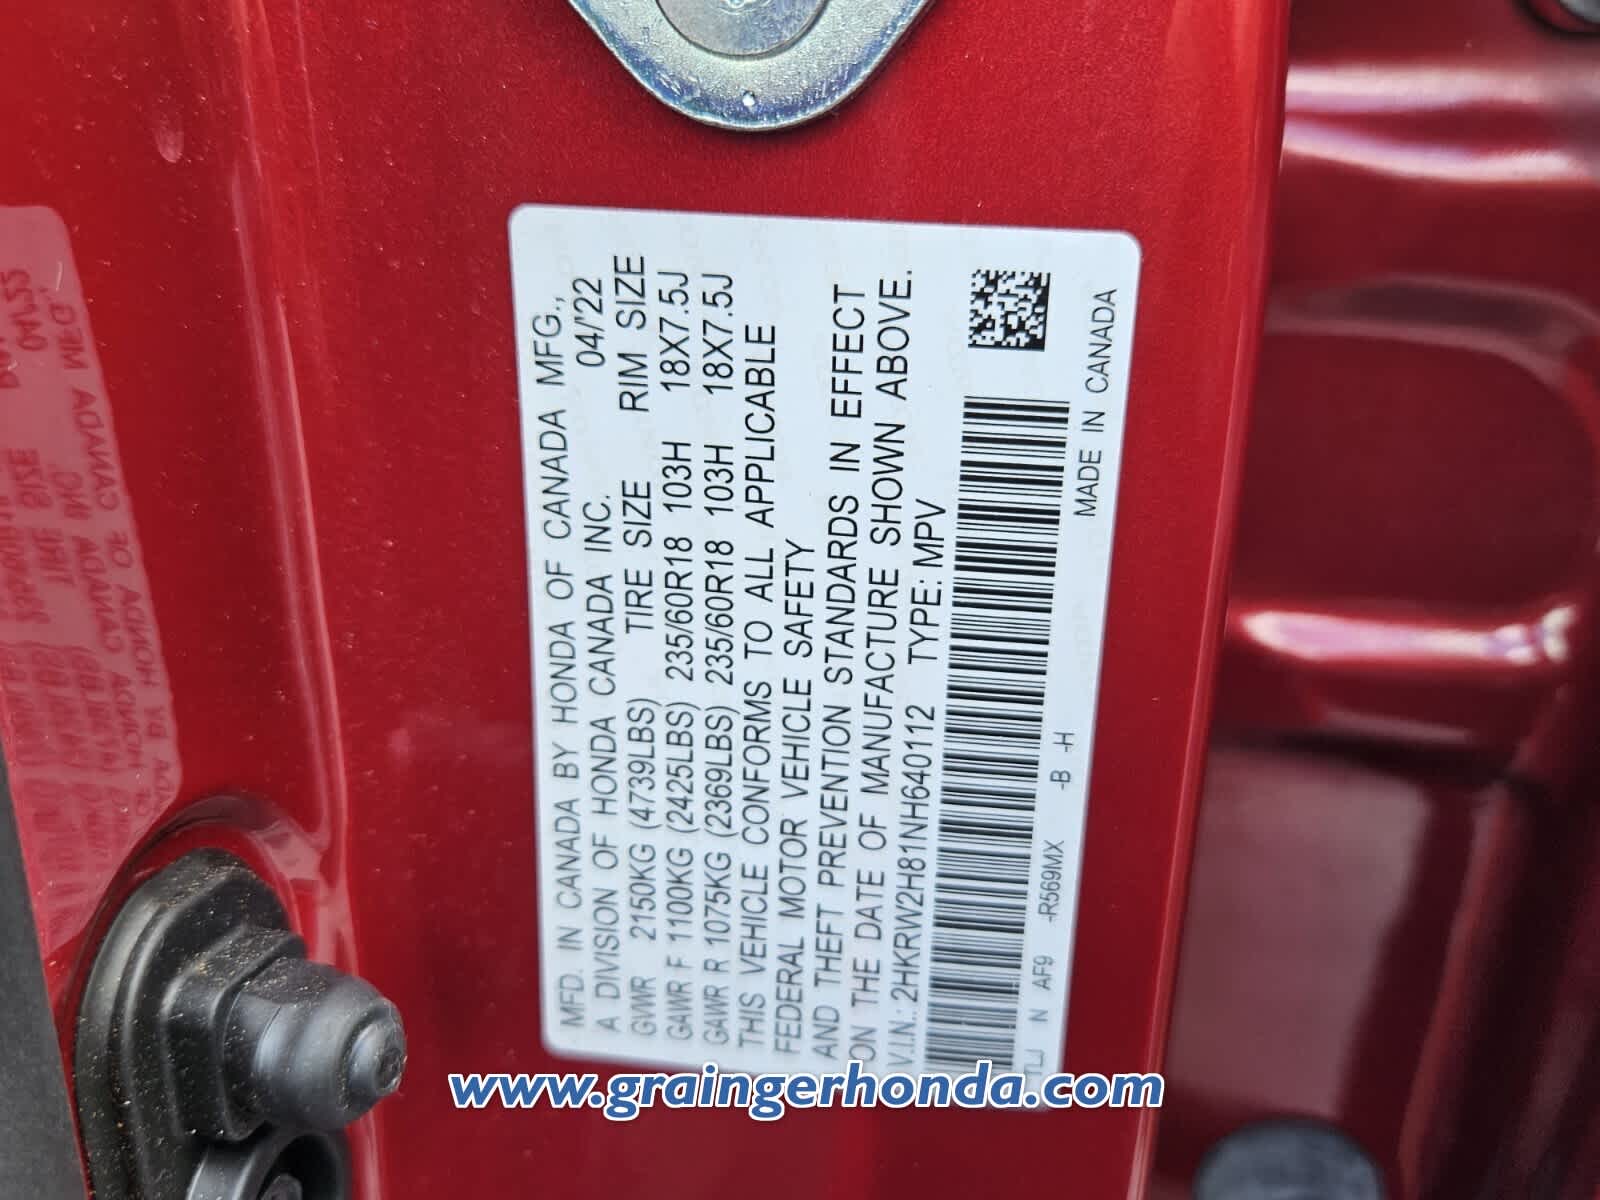 MFD. IN CANADA BY HONDA OF CANADA MFG.,
A DIVISION OF HONDA CANADA INC. 04/'22
GVWR 2150KG (4739LBS) TIRE SIZE RIM SIZE
GAWR F 1100KG (2425LBS) 235/60R18 103H 18X7.5J
GAWR R 1075KG (2369LBS) 235/60R18 103H 18X7.5J
THIS VEHICLE CONFORMS TO ALL APPLICABLE
FEDERAL MOTOR VEHICLE SAFETY
AND THEFT PREVENTION STANDARDS IN EFFECT
ON THE DATE OF MANUFACTURE SHOWN ABOVE.
V.I.N.: 2HKRW2H81NH640112 TYPE: MPV
TLJ N AF9 -R569MX -B -H MADE IN CANADA
www.graingerhonda.com